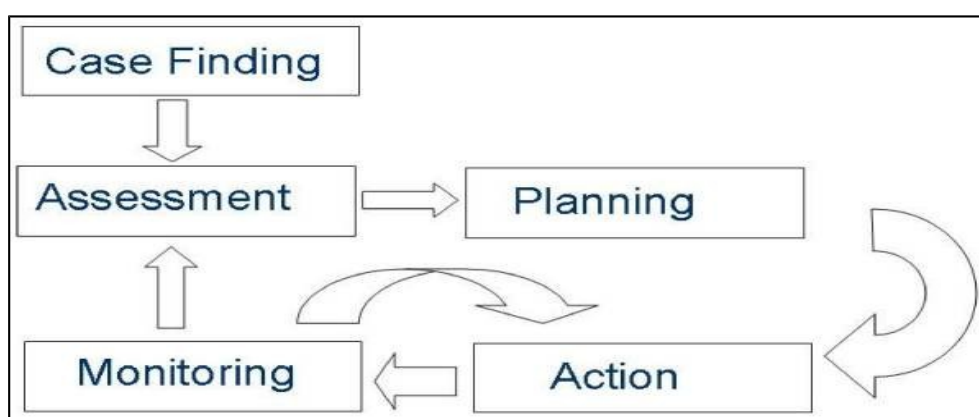 Case Finding
Assessment
Planning
Monitoring
Action